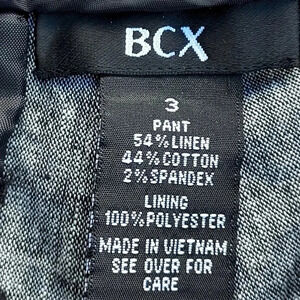 BCX
3
PANT
54% LINEN
44% COTTON
2% SPANDEX
LINING
100% POLYESTER
MADE IN VIETNAM
SEE OVER FOR
CARE